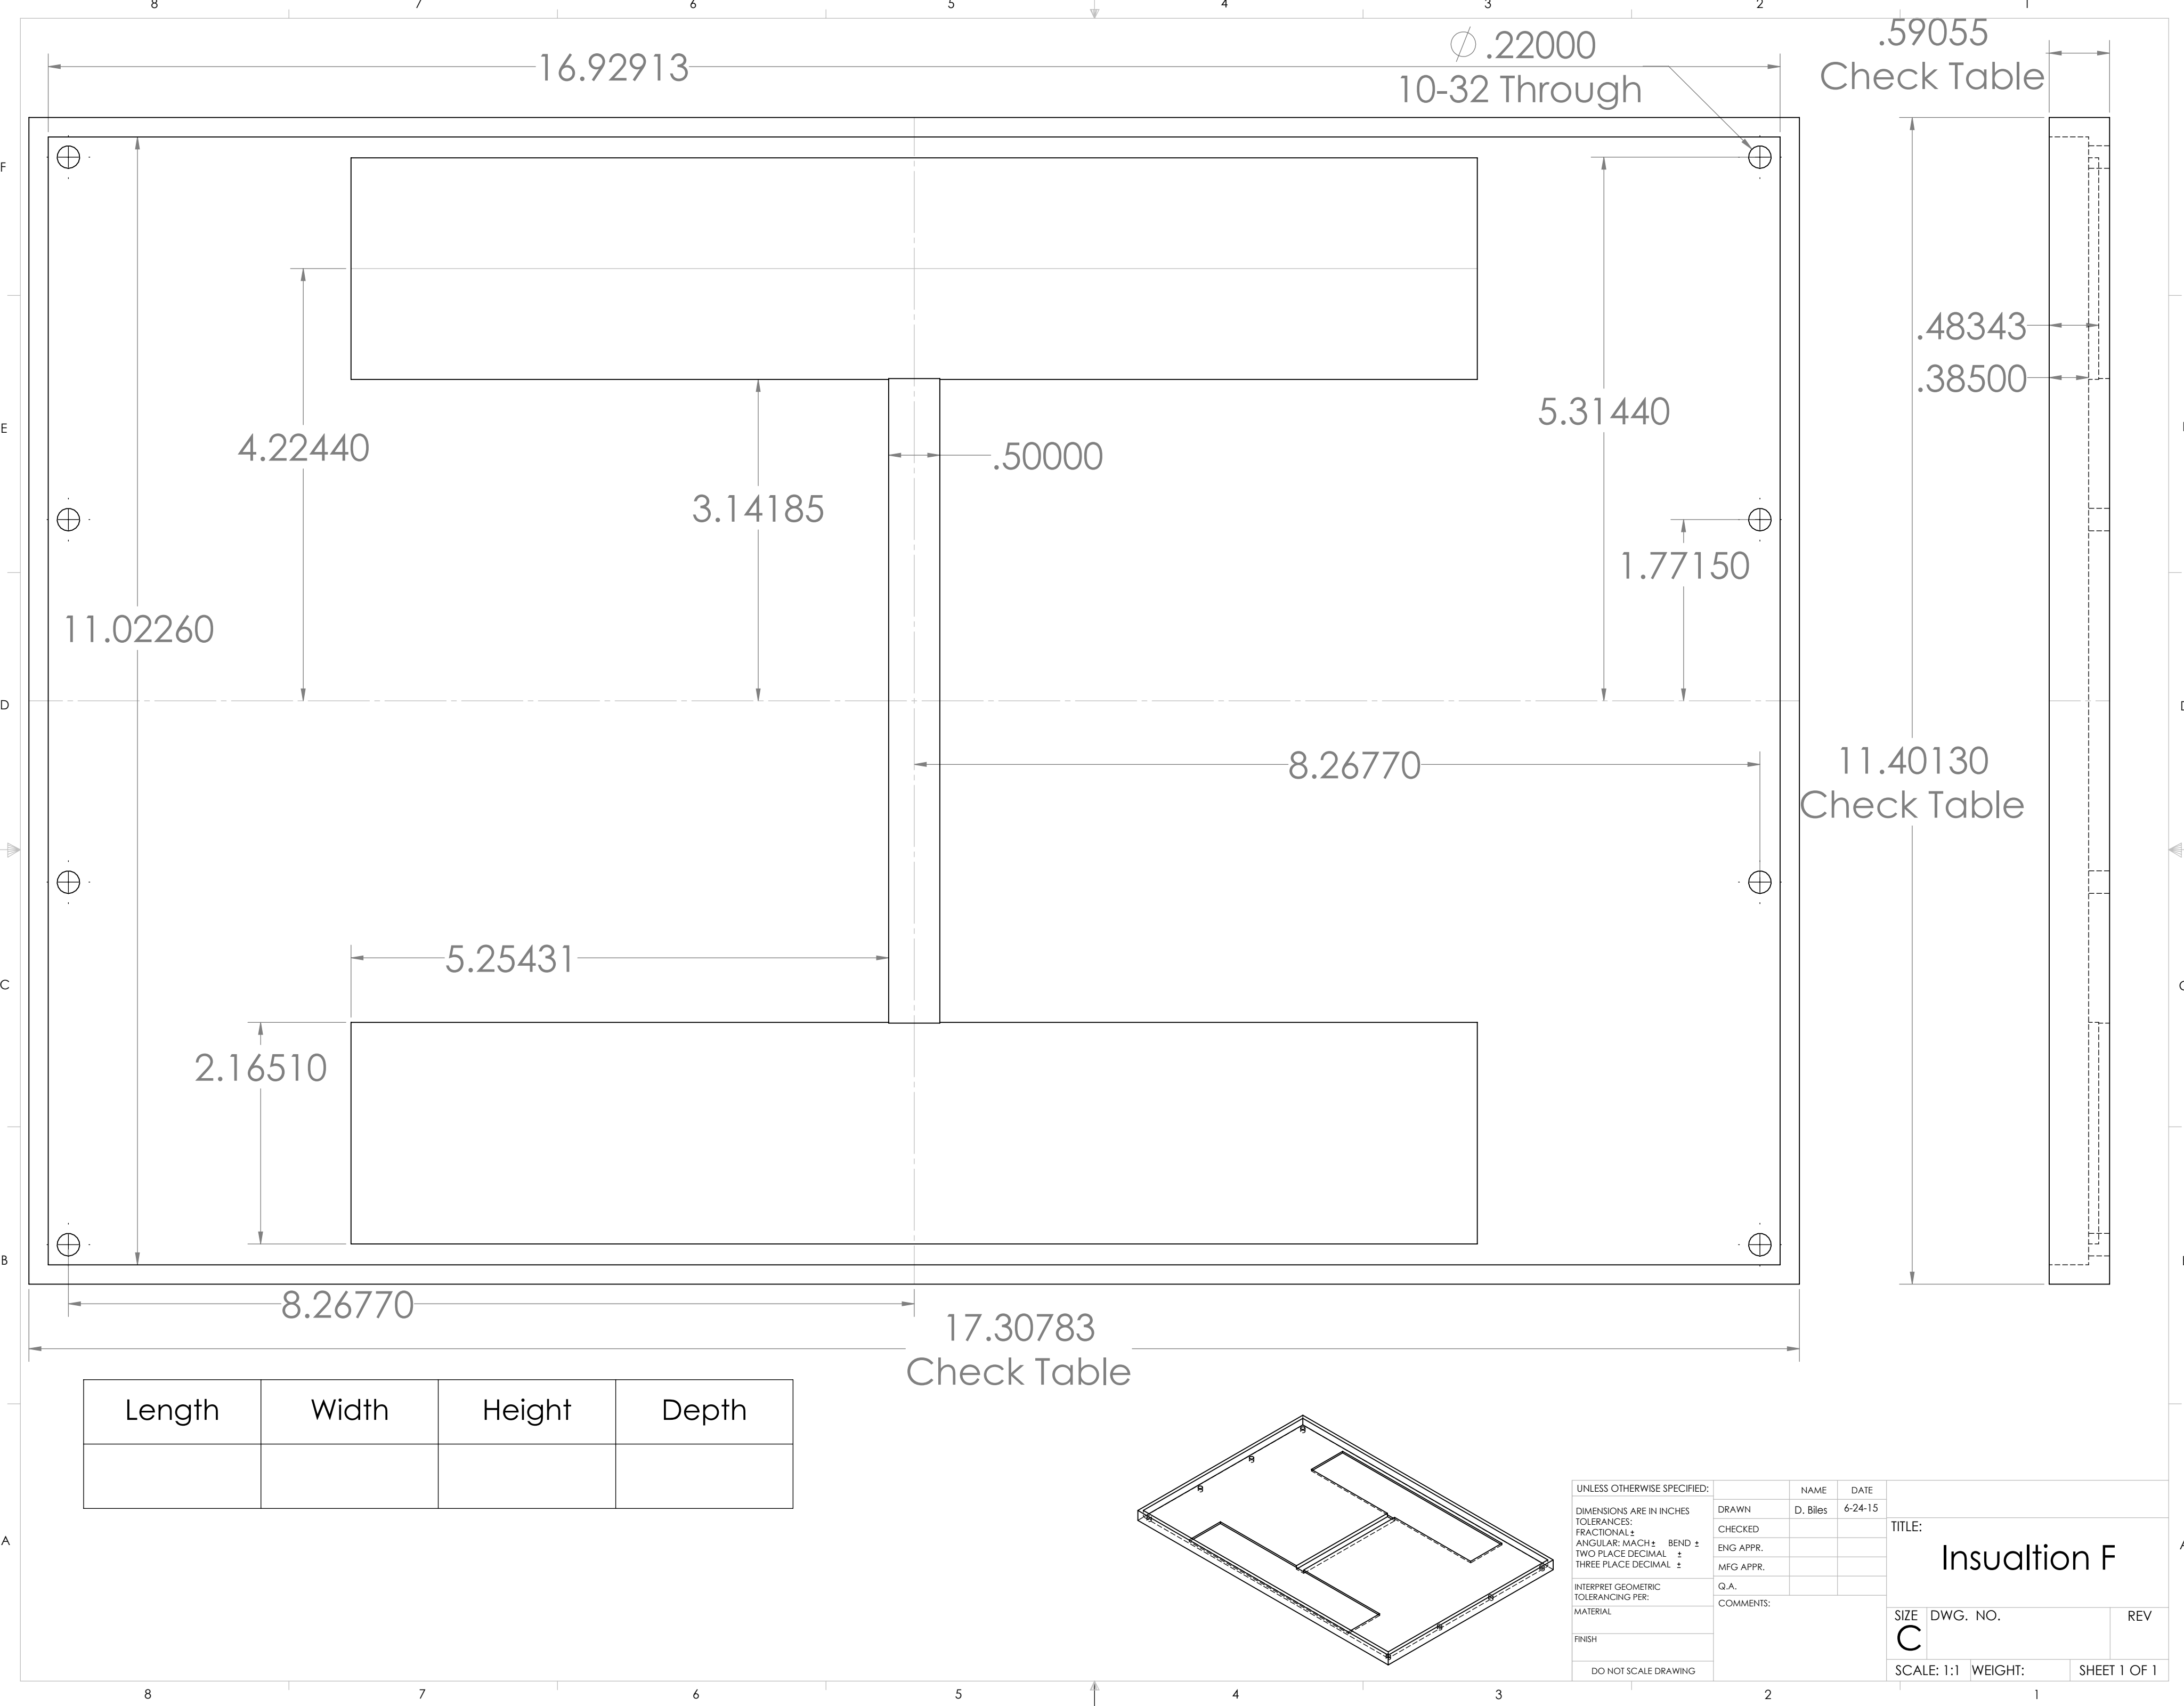 8 7 6 5 4 3 2 1
16.92913
⌀ .22000
10-32 Through
.59055
Check Table
F
.48343
.38500
5.31440
E
4.22440
.50000
3.14185
1.77150
11.02260
D
8.26770
11.40130
Check Table
5.25431
C
2.16510
B
8.26770
17.30783
Check Table
Length Width Height Depth
A
UNLESS OTHERWISE SPECIFIED:
DIMENSIONS ARE IN INCHES
TOLERANCES:
FRACTIONAL ±
ANGULAR: MACH ± BEND ±
TWO PLACE DECIMAL ±
THREE PLACE DECIMAL ±
INTERPRET GEOMETRIC
TOLERANCING PER:
MATERIAL
FINISH
DO NOT SCALE DRAWING
NAME DATE
DRAWN D. Biles 6-24-15
CHECKED
ENG APPR.
MFG APPR.
Q.A.
COMMENTS:
TITLE:
Insualtion F
SIZE DWG. NO. REV
C
SCALE: 1:1 WEIGHT: SHEET 1 OF 1
8 7 6 5 4 3 2 1